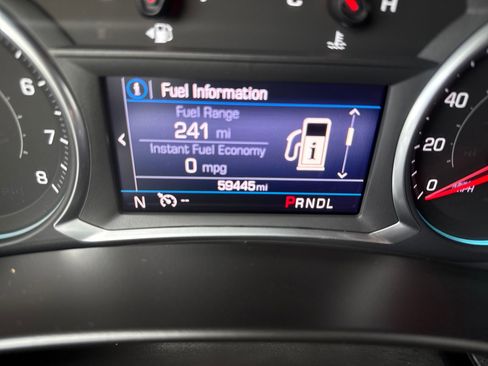 C H
6
7
8
i Fuel Information
Fuel Range
241 mi
Instant Fuel Economy
0 mpg
i
59445mi
N --
PRNDL
40
20
0
MPH